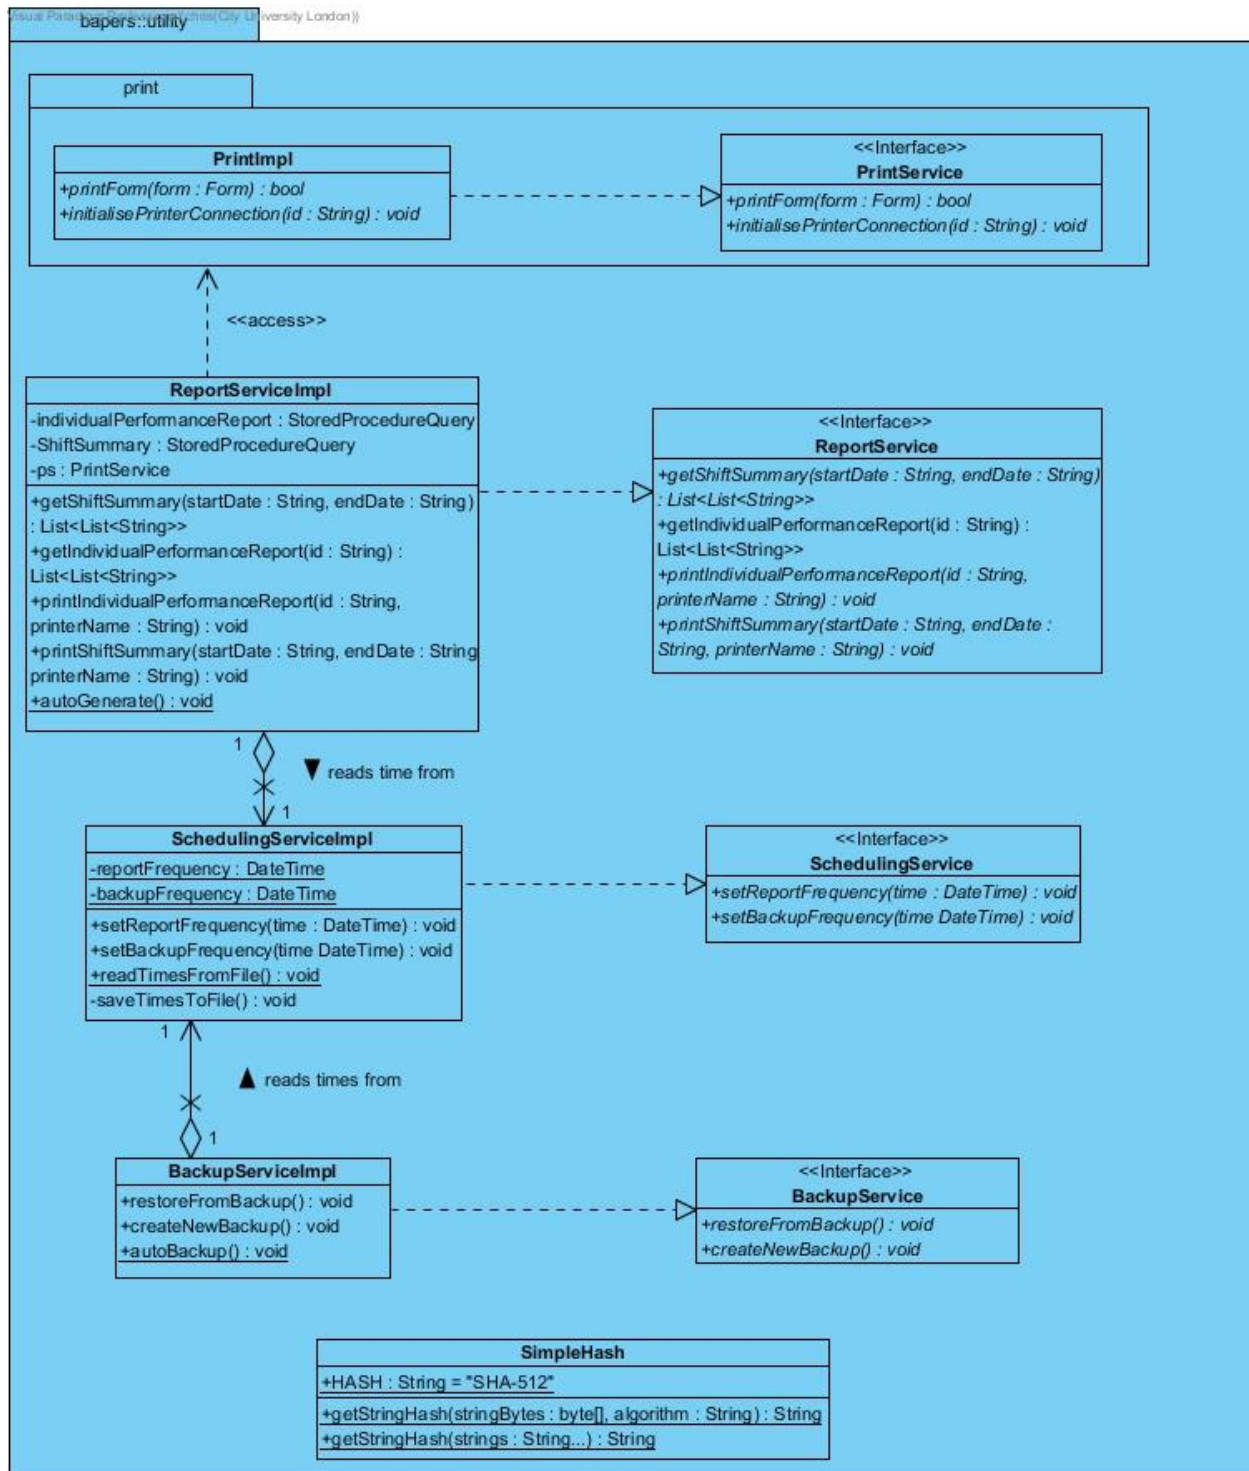 bapers::utility
print
PrintImpl
+printForm(form : Form) : bool
+initialisePrinterConnection(id : String) : void
<<Interface>>
PrintService
+printForm(form : Form) : bool
+initialisePrinterConnection(id : String) : void
<<access>>
ReportServiceImpl
-individualPerformanceReport : StoredProcedureQuery
-ShiftSummary : StoredProcedureQuery
-ps : PrintService
+getShiftSummary(startDate : String, endDate : String)
: List<List<String>>
+getIndividualPerformanceReport(id : String) :
List<List<String>>
+printIndividualPerformanceReport(id : String,
printerName : String) : void
+printShiftSummary(startDate : String, endDate : String
printerName : String) : void
+autoGenerate() : void
<<Interface>>
ReportService
+getShiftSummary(startDate : String, endDate : String)
: List<List<String>>
+getIndividualPerformanceReport(id : String) :
List<List<String>>
+printIndividualPerformanceReport(id : String,
printerName : String) : void
+printShiftSummary(startDate : String, endDate :
String, printerName : String) : void
1
reads time from
1
SchedulingServiceImpl
-reportFrequency : DateTime
-backupFrequency : DateTime
+setReportFrequency(time : DateTime) : void
+setBackupFrequency(time DateTime) : void
+readTimesFromFile() : void
-saveTimesToFile() : void
<<Interface>>
SchedulingService
+setReportFrequency(time : DateTime) : void
+setBackupFrequency(time DateTime) : void
1
reads times from
1
BackupServiceImpl
+restoreFromBackup() : void
+createNewBackup() : void
+autoBackup() : void
<<Interface>>
BackupService
+restoreFromBackup() : void
+createNewBackup() : void
SimpleHash
+HASH : String = "SHA-512"
+getStringHash(stringBytes : byte[], algorithm : String) : String
+getStringHash(strings : String...) : String